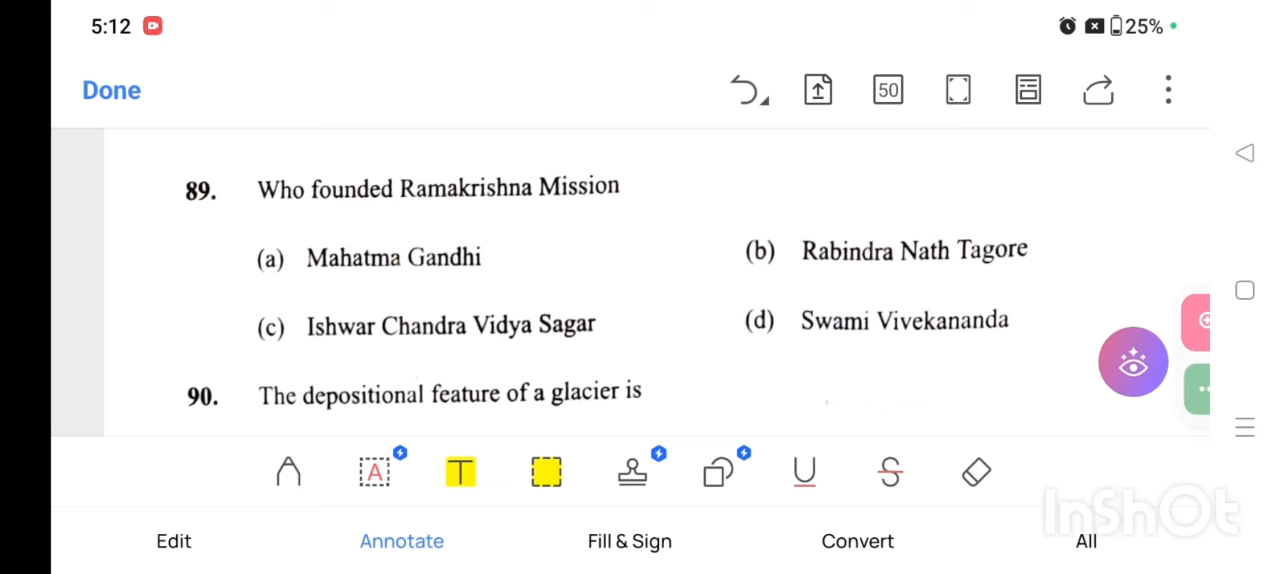 5:12 25%
Done 50
89. Who founded Ramakrishna Mission
(a) Mahatma Gandhi (b) Rabindra Nath Tagore
(c) Ishwar Chandra Vidya Sagar (d) Swami Vivekananda
90. The depositional feature of a glacier is
A T U S
InShOt
Edit Annotate Fill & Sign Convert All